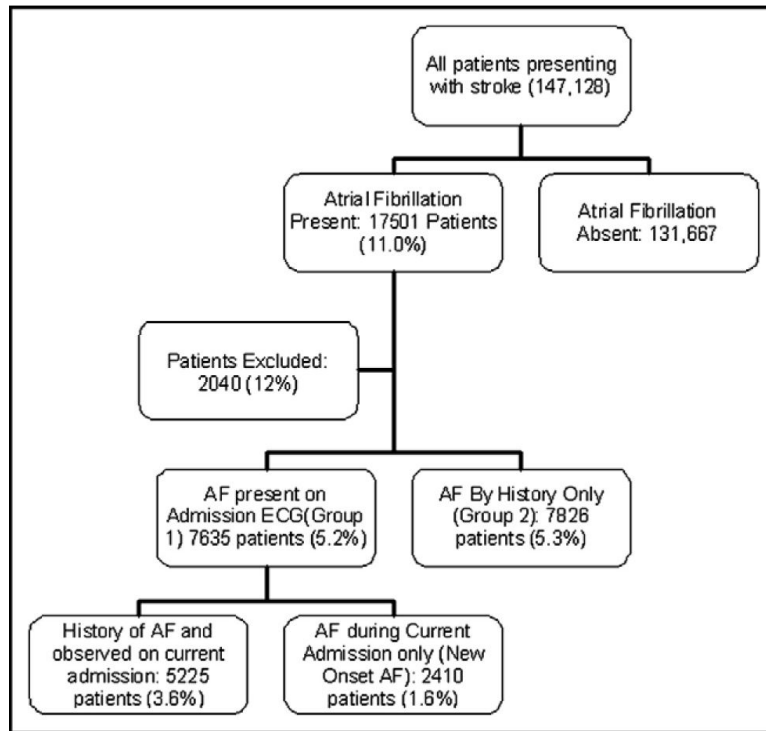 All patients presenting
with stroke (147,128)
Atrial Fibrillation
Present: 17501 Patients
(11.0%)
Atrial Fibrillation
Absent: 131,667
Patients Excluded:
2040 (12%)
AF present on
Admission ECG(Group
1) 7635 patients (5.2%)
AF By History Only
(Group 2): 7826
patients (5.3%)
History of AF and
observed on current
admission: 5225
patients (3.6%)
AF during Current
Admission only (New
Onset AF): 2410
patients (1.6%)